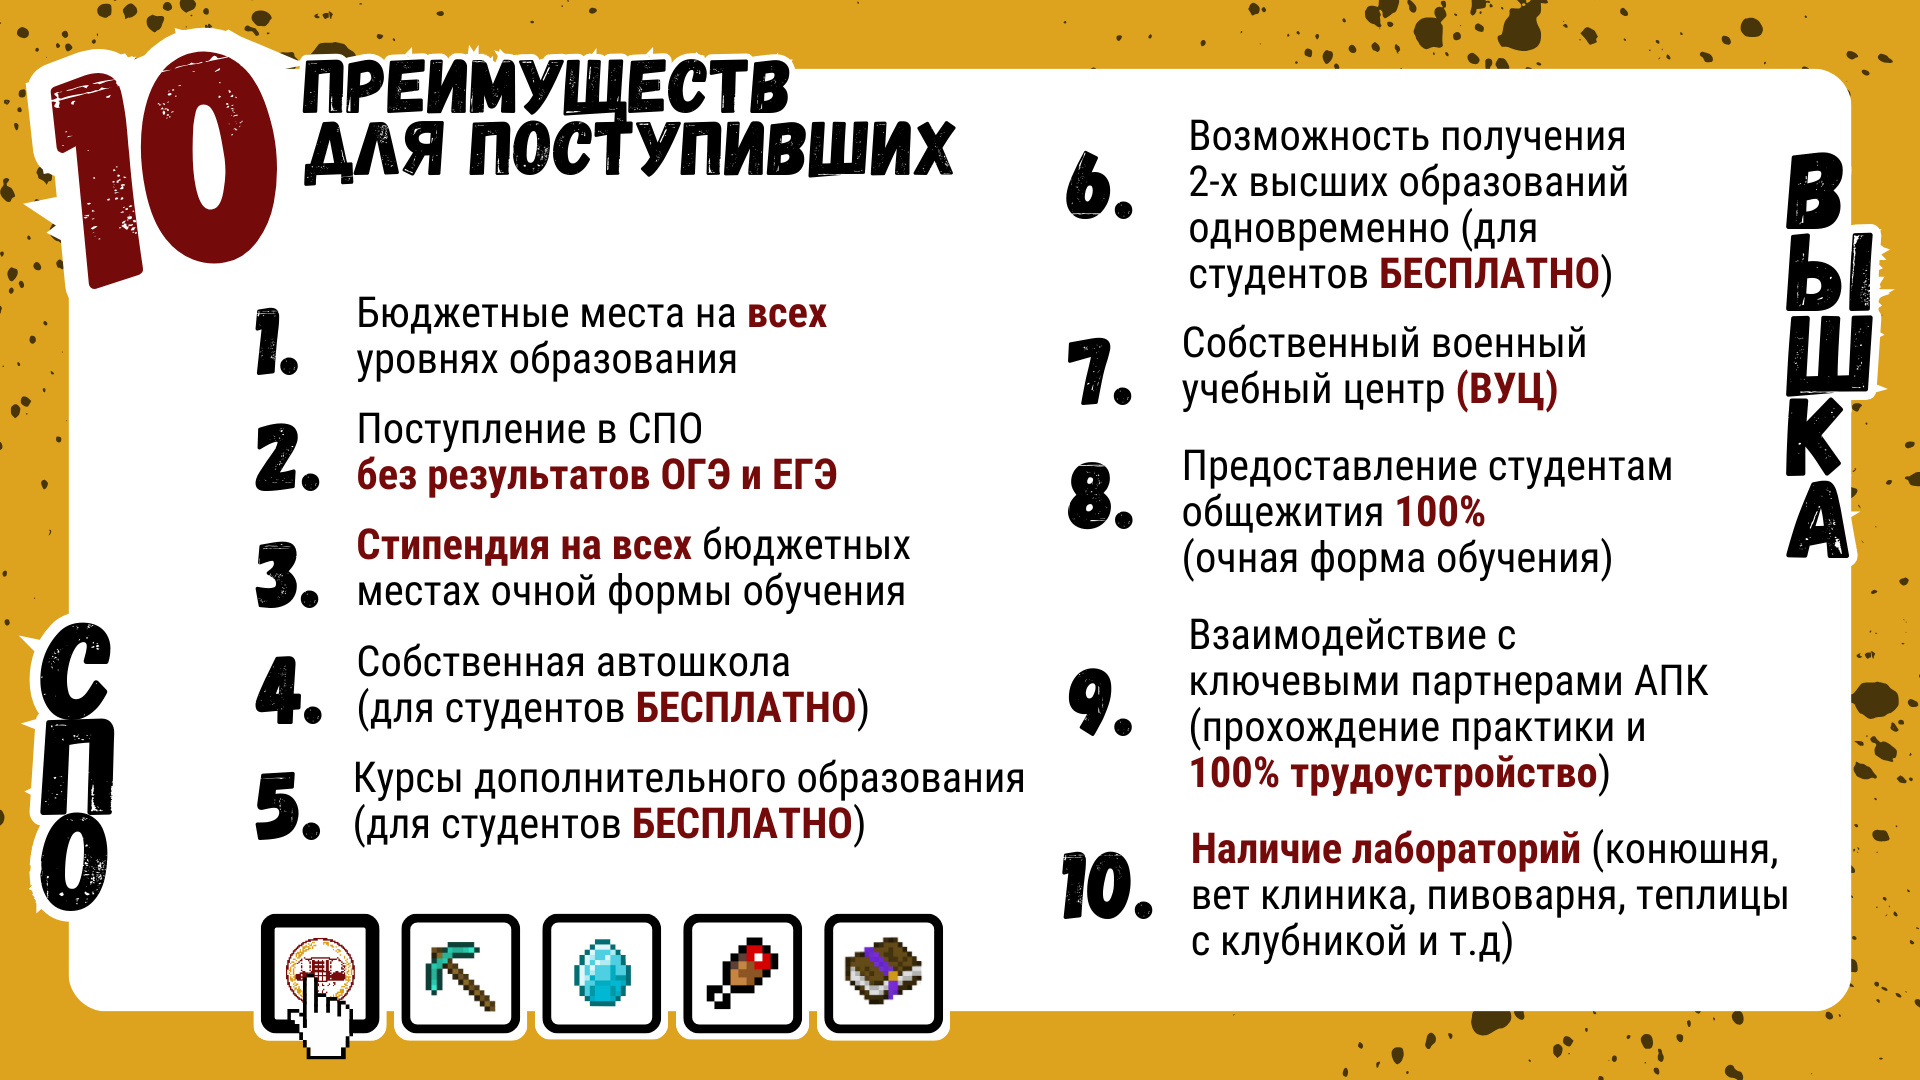 10 ПРЕИМУЩЕСТВ
ДЛЯ ПОСТУПИВШИХ
1. Бюджетные места на всех
уровнях образования
2. Поступление в СПО
без результатов ОГЭ и ЕГЭ
3. Стипендия на всех бюджетных
местах очной формы обучения
4. Собственная автошкола
(для студентов БЕСПЛАТНО)
5. Курсы дополнительного образования
(для студентов БЕСПЛАТНО)
СПО
6. Возможность получения
2-х высших образований
одновременно (для
студентов БЕСПЛАТНО)
7. Собственный военный
учебный центр (ВУЦ)
8. Предоставление студентам
общежития 100%
(очная форма обучения)
9. Взаимодействие с
ключевыми партнерами АПК
(прохождение практики и
100% трудоустройство)
10. Наличие лабораторий (конюшня,
вет клиника, пивоварня, теплицы
с клубникой и т.д)
ВЫШКА